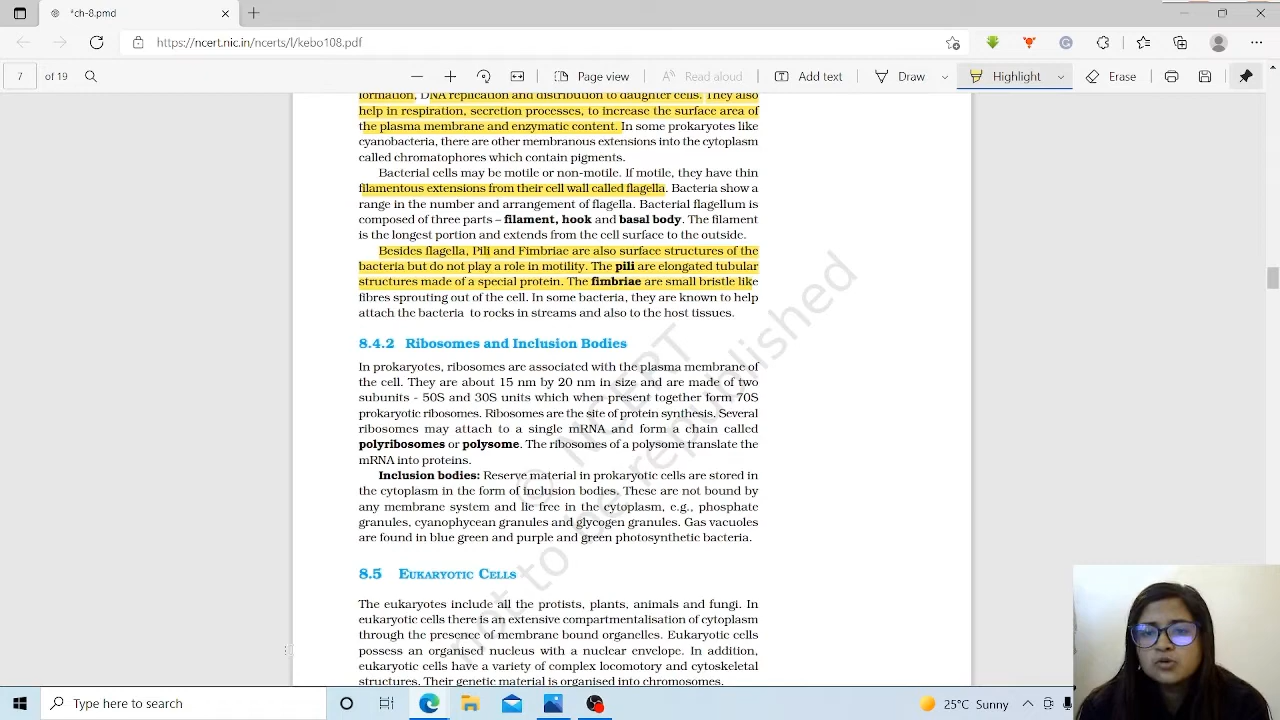 *ch-8.pmd
https://ncert.nic.in/ncerts/l/kebo108.pdf
7 of 19 Page view Read aloud Add text Draw Highlight Erase
formation, DNA replication and distribution to daughter cells. They also
help in respiration, secretion processes, to increase the surface area of
the plasma membrane and enzymatic content. In some prokaryotes like
cyanobacteria, there are other membranous extensions into the cytoplasm
called chromatophores which contain pigments.
Bacterial cells may be motile or non-motile. If motile, they have thin
filamentous extensions from their cell wall called flagella. Bacteria show a
range in the number and arrangement of flagella. Bacterial flagellum is
composed of three parts – filament, hook and basal body. The filament
is the longest portion and extends from the cell surface to the outside.
Besides flagella, Pili and Fimbriae are also surface structures of the
bacteria but do not play a role in motility. The pili are elongated tubular
structures made of a special protein. The fimbriae are small bristle like
fibres sprouting out of the cell. In some bacteria, they are known to help
attach the bacteria to rocks in streams and also to the host tissues.
8.4.2 Ribosomes and Inclusion Bodies
In prokaryotes, ribosomes are associated with the plasma membrane of
the cell. They are about 15 nm by 20 nm in size and are made of two
subunits - 50S and 30S units which when present together form 70S
prokaryotic ribosomes. Ribosomes are the site of protein synthesis. Several
ribosomes may attach to a single mRNA and form a chain called
polyribosomes or polysome. The ribosomes of a polysome translate the
mRNA into proteins.
Inclusion bodies: Reserve material in prokaryotic cells are stored in
the cytoplasm in the form of inclusion bodies. These are not bound by
any membrane system and lie free in the cytoplasm, e.g., phosphate
granules, cyanophycean granules and glycogen granules. Gas vacuoles
are found in blue green and purple and green photosynthetic bacteria.
8.5 EUKARYOTIC CELLS
The eukaryotes include all the protists, plants, animals and fungi. In
eukaryotic cells there is an extensive compartmentalisation of cytoplasm
through the presence of membrane bound organelles. Eukaryotic cells
possess an organised nucleus with a nuclear envelope. In addition,
eukaryotic cells have a variety of complex locomotory and cytoskeletal
structures. Their genetic material is organised into chromosomes.
© NCERT
not to be republished
Type here to search
25°C Sunny